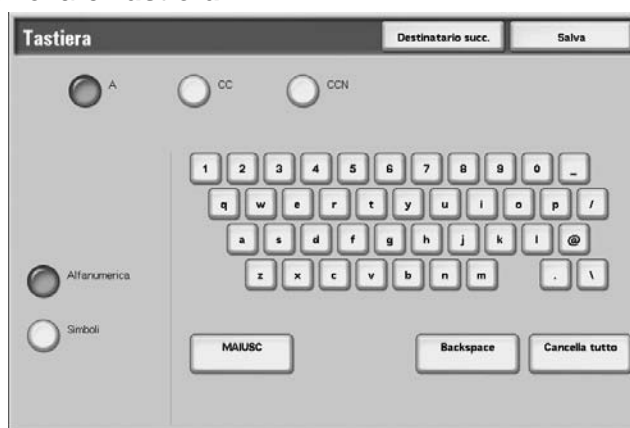 Tastiera Destinatario succ. Salva
A CC CCN
1 2 3 4 5 6 7 8 9 0 _
q w e r t y u i o p /
a s d f g h j k l @
z x c v b n m . \
Alfanumerica
Simboli
MAIUSC Backspace Cancella tutto